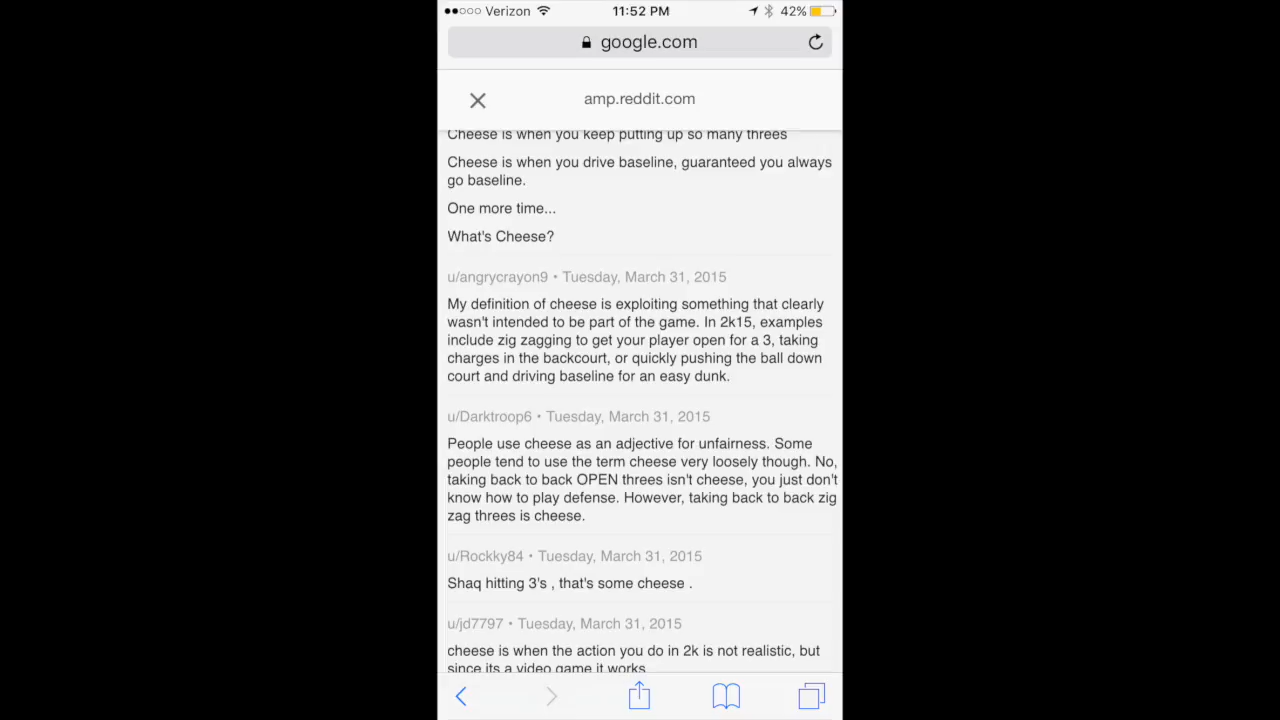 Verizon 11:52 PM 42%
google.com
amp.reddit.com
Cheese is when you keep putting up so many threes
Cheese is when you drive baseline, guaranteed you always
go baseline.
One more time...
What's Cheese?
u/angrycrayon9 • Tuesday, March 31, 2015
My definition of cheese is exploiting something that clearly
wasn't intended to be part of the game. In 2k15, examples
include zig zagging to get your player open for a 3, taking
charges in the backcourt, or quickly pushing the ball down
court and driving baseline for an easy dunk.
u/Darktroop6 • Tuesday, March 31, 2015
People use cheese as an adjective for unfairness. Some
people tend to use the term cheese very loosely though. No,
taking back to back OPEN threes isn't cheese, you just don't
know how to play defense. However, taking back to back zig
zag threes is cheese.
u/Rockky84 • Tuesday, March 31, 2015
Shaq hitting 3's , that's some cheese .
u/jd7797 • Tuesday, March 31, 2015
cheese is when the action you do in 2k is not realistic, but
since its a video game it works